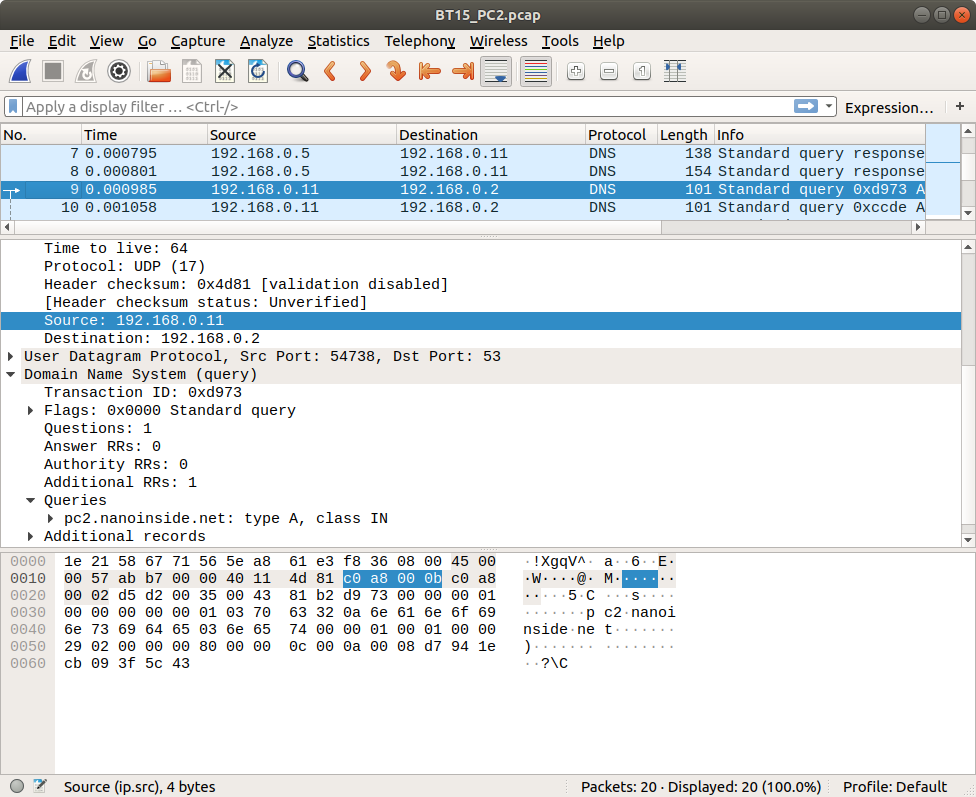 BT15_PC2.pcap
File Edit View Go Capture Analyze Statistics Telephony Wireless Tools Help
Apply a display filter … <Ctrl-/> Expression… +
No. Time Source Destination Protocol Length Info
7 0.000795 192.168.0.5 192.168.0.11 DNS 138 Standard query response
8 0.000801 192.168.0.5 192.168.0.11 DNS 154 Standard query response
9 0.000985 192.168.0.11 192.168.0.2 DNS 101 Standard query 0xd973 A
10 0.001058 192.168.0.11 192.168.0.2 DNS 101 Standard query 0xccde A
Time to live: 64
Protocol: UDP (17)
Header checksum: 0x4d81 [validation disabled]
[Header checksum status: Unverified]
Source: 192.168.0.11
Destination: 192.168.0.2
User Datagram Protocol, Src Port: 54738, Dst Port: 53
Domain Name System (query)
Transaction ID: 0xd973
Flags: 0x0000 Standard query
Questions: 1
Answer RRs: 0
Authority RRs: 0
Additional RRs: 1
Queries
pc2.nanoinside.net: type A, class IN
Additional records
0000 1e 21 58 67 71 56 5e a8 61 e3 f8 36 08 00 45 00 ·!XgqV^· a··6··E·
0010 00 57 ab b7 00 00 40 11 4d 81 c0 a8 00 0b c0 a8 ·W····@· M·······
0020 00 02 d5 d2 00 35 00 43 81 b2 d9 73 00 00 00 01 ·····5·C ···s····
0030 00 00 00 00 00 01 03 70 63 32 0a 6e 61 6e 6f 69 ·······p c2·nanoi
0040 6e 73 69 64 65 03 6e 65 74 00 00 01 00 01 00 00 nside·ne t·······
0050 29 02 00 00 00 80 00 00 0c 00 0a 00 08 d7 94 1e )······· ········
0060 cb 09 3f 5c 43 ··?\C
Source (ip.src), 4 bytes Packets: 20 · Displayed: 20 (100.0%) Profile: Default